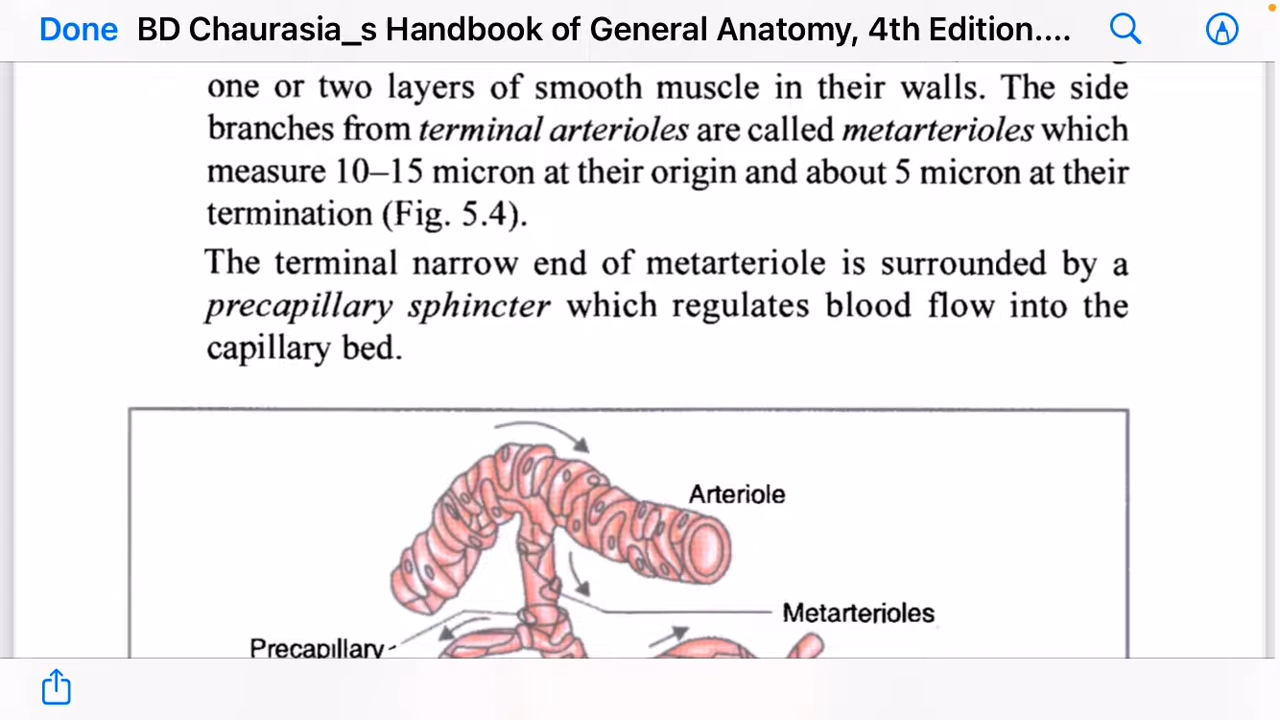 Done BD Chaurasia_s Handbook of General Anatomy, 4th Edition....
one or two layers of smooth muscle in their walls. The side
branches from terminal arterioles are called metarterioles which
measure 10–15 micron at their origin and about 5 micron at their
termination (Fig. 5.4).
The terminal narrow end of metarteriole is surrounded by a
precapillary sphincter which regulates blood flow into the
capillary bed.
Arteriole
Metarterioles
Precapillary